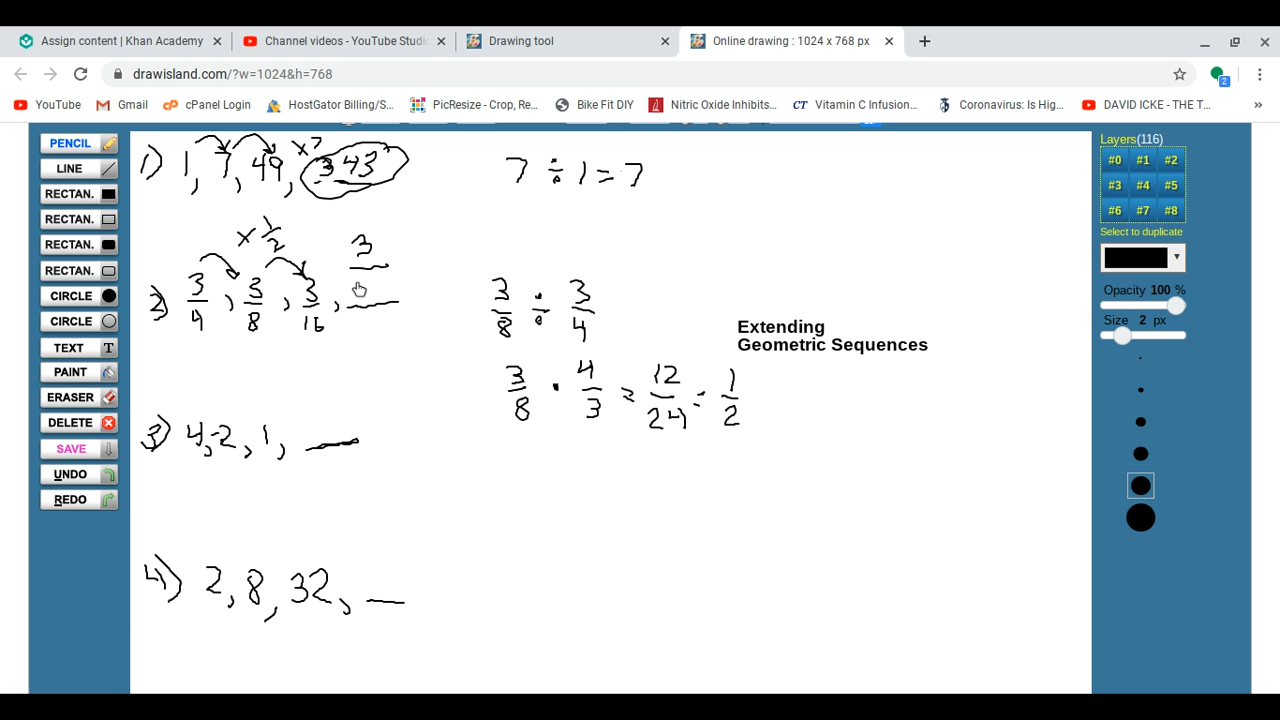 Assign content | Khan Academy
Channel videos - YouTube Studi
Drawing tool
Online drawing : 1024 x 768 px
drawisland.com/?w=1024&h=768
2
YouTube
Gmail
cPanel Login
HostGator Billing/S...
PicResize - Crop, Re...
Bike Fit DIY
Nitric Oxide Inhibits...
Vitamin C Infusion...
Coronavirus: Is Hig...
DAVID ICKE - THE T...
»
PENCIL
LINE
RECTAN.
RECTAN.
RECTAN.
RECTAN.
CIRCLE
CIRCLE
TEXT T
PAINT
ERASER
DELETE
SAVE
UNDO
REDO
1) 1, 7, 49, 343
x7
7 ÷ 1 = 7
x 1/2
2) 3/4, 3/8, 3/16, __
3
3/8 ÷ 3/4
3/8 · 4/3 = 12/24 = 1/2
Extending
Geometric Sequences
3) 4, -2, 1, __
4) 2, 8, 32, __
Layers(116)
#0 #1 #2
#3 #4 #5
#6 #7 #8
Select to duplicate
Opacity 100 %
Size 2 px